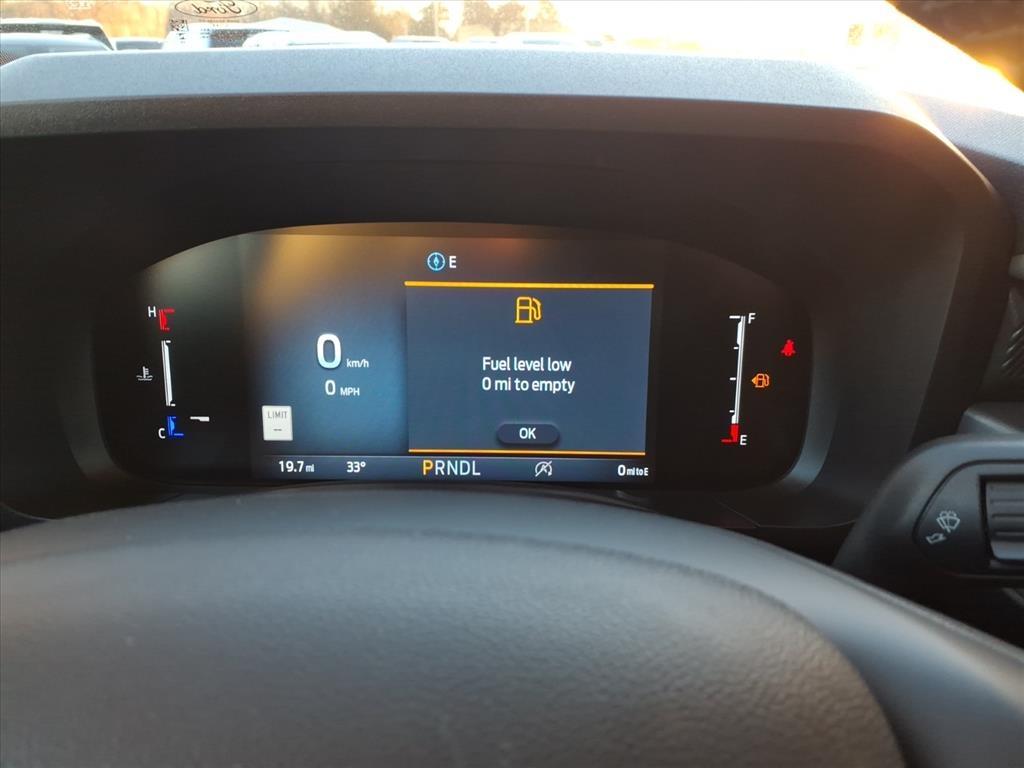 Ford
E
H
F
0 km/h
0 MPH
Fuel level low
0 mi to empty
LIMIT
--
OK
C
E
19.7 mi
33°
PRNDL
0 mi to E